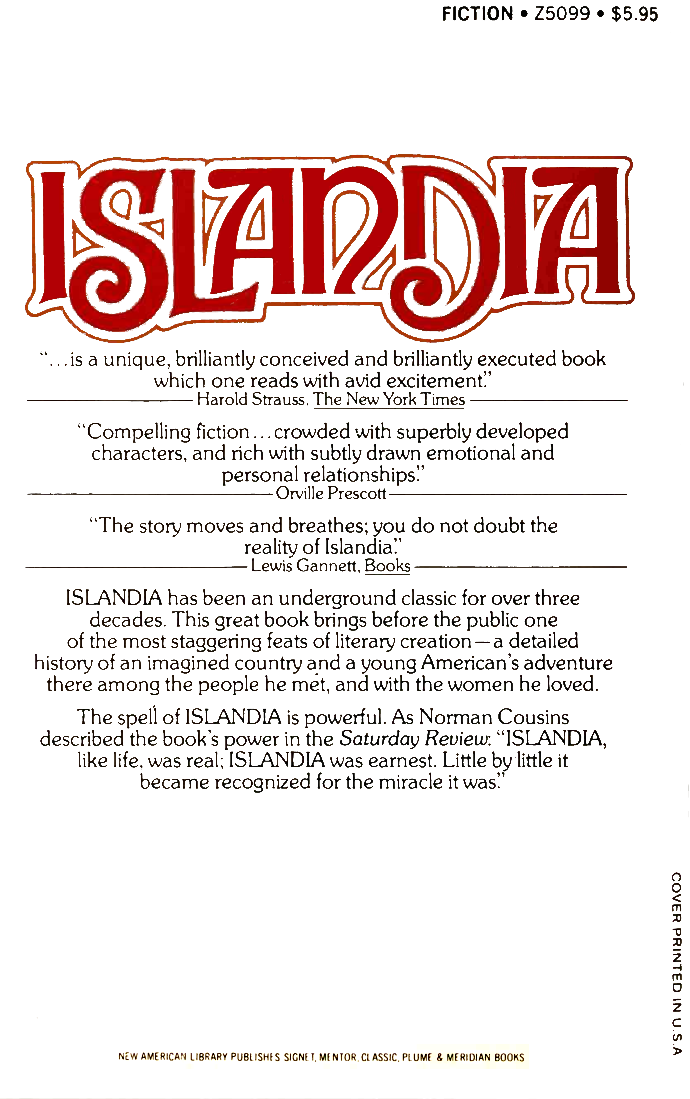 FICTION • Z5099 • $5.95
ISLANDIA
“...is a unique, brilliantly conceived and brilliantly executed book
which one reads with avid excitement.”
Harold Strauss, The New York Times
“Compelling fiction...crowded with superbly developed
characters, and rich with subtly drawn emotional and
personal relationships.”
Orville Prescott
“The story moves and breathes; you do not doubt the
reality of Islandia.”
Lewis Gannett, Books
ISLANDIA has been an underground classic for over three
decades. This great book brings before the public one
of the most staggering feats of literary creation—a detailed
history of an imagined country and a young American's adventure
there among the people he met, and with the women he loved.
The spell of ISLANDIA is powerful. As Norman Cousins
described the book's power in the Saturday Review: “ISLANDIA,
like life, was real; ISLANDIA was earnest. Little by little it
became recognized for the miracle it was.”
COVER PRINTED IN U.S.A
NEW AMERICAN LIBRARY PUBLISHES SIGNET, MENTOR, CLASSIC, PLUME & MERIDIAN BOOKS